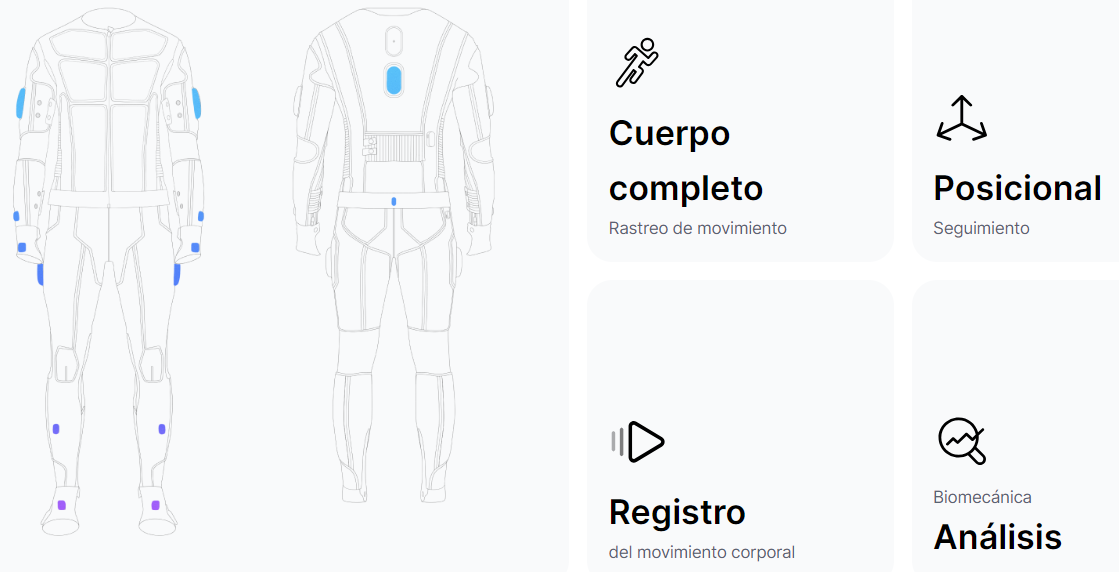 Cuerpo
completo
Rastreo de movimiento
Posicional
Seguimiento
Registro
del movimiento corporal
Biomecánica
Análisis